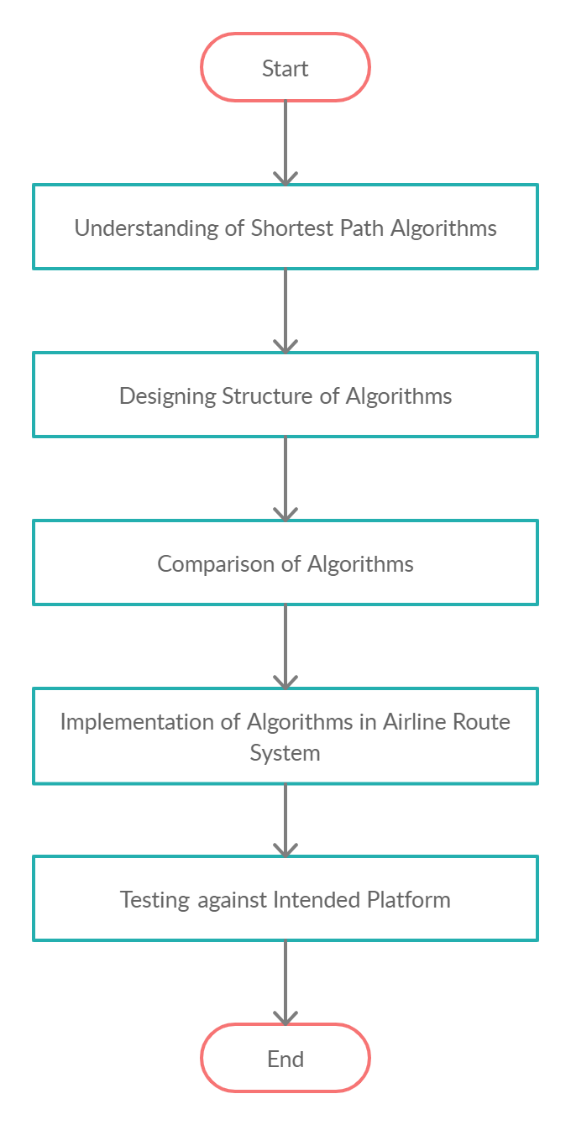 Start
Understanding of Shortest Path Algorithms
Designing Structure of Algorithms
Comparison of Algorithms
Implementation of Algorithms in Airline Route
System
Testing against Intended Platform
End